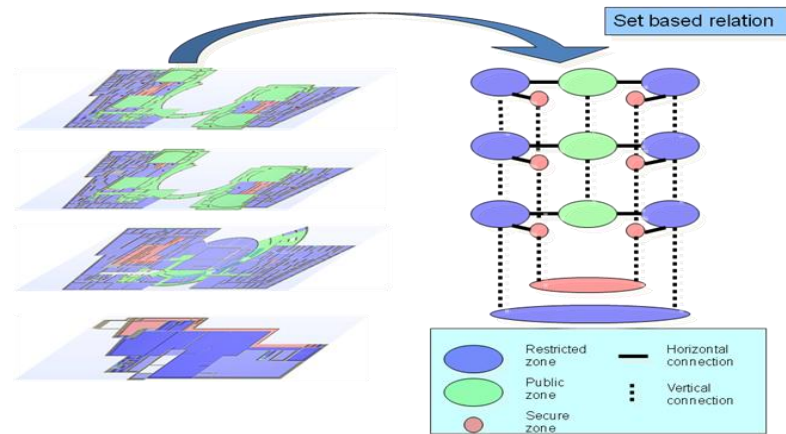 Set based relation
Restricted
zone
Horizontal
connection
Public
zone
Vertical
connection
Secure
zone